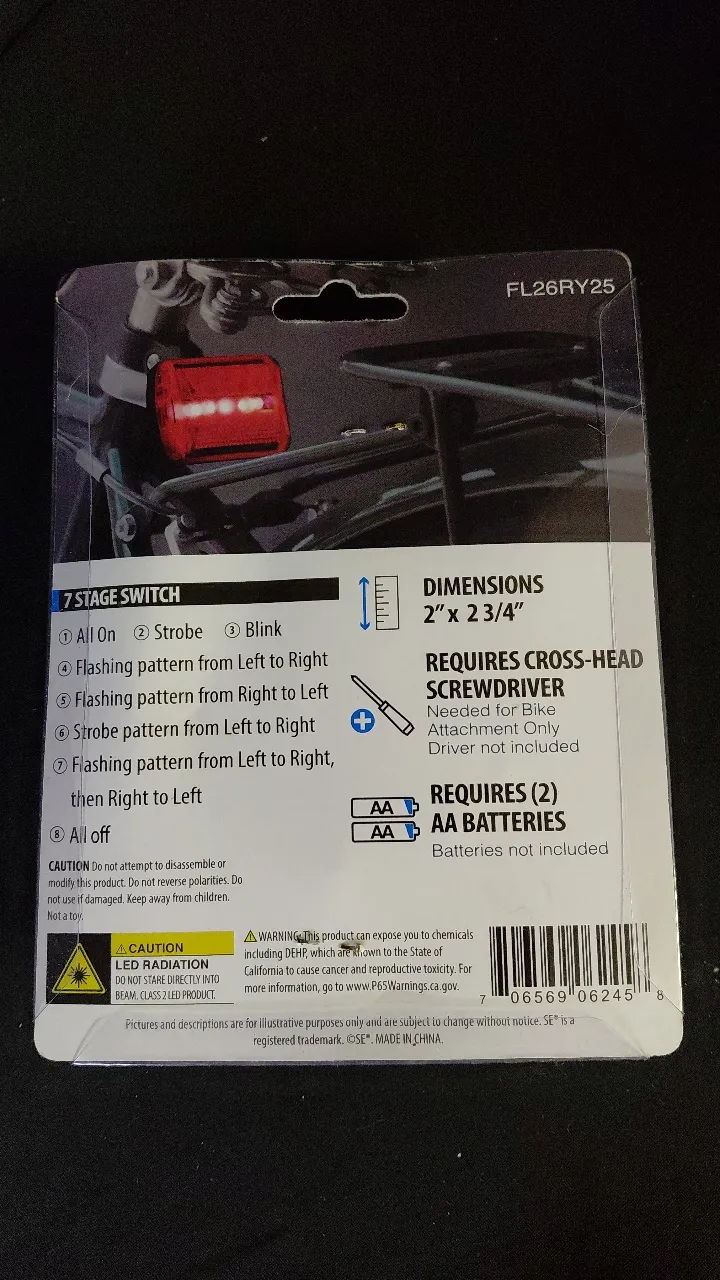 FL26RY25
7 STAGE SWITCH
① All On ② Strobe ③ Blink
④ Flashing pattern from Left to Right
⑤ Flashing pattern from Right to Left
⑥ Strobe pattern from Left to Right
⑦ Flashing pattern from Left to Right,
then Right to Left
⑧ All off
CAUTION Do not attempt to disassemble or
modify this product. Do not reverse polarities. Do
not use if damaged. Keep away from children.
Not a toy.
DIMENSIONS
2" x 2 3/4"
REQUIRES CROSS-HEAD
SCREWDRIVER
Needed for Bike
Attachment Only
Driver not included
AA
AA
REQUIRES (2)
AA BATTERIES
Batteries not included
⚠ CAUTION
LED RADIATION
DO NOT STARE DIRECTLY INTO
BEAM. CLASS 2 LED PRODUCT.
⚠ WARNING: This product can expose you to chemicals
including DEHP, which are known to the State of
California to cause cancer and reproductive toxicity. For
more information, go to www.P65Warnings.ca.gov.
7 06569 06245 8
Pictures and descriptions are for illustrative purposes only and are subject to change without notice. SE® is a
registered trademark. ©SE®. MADE IN CHINA.